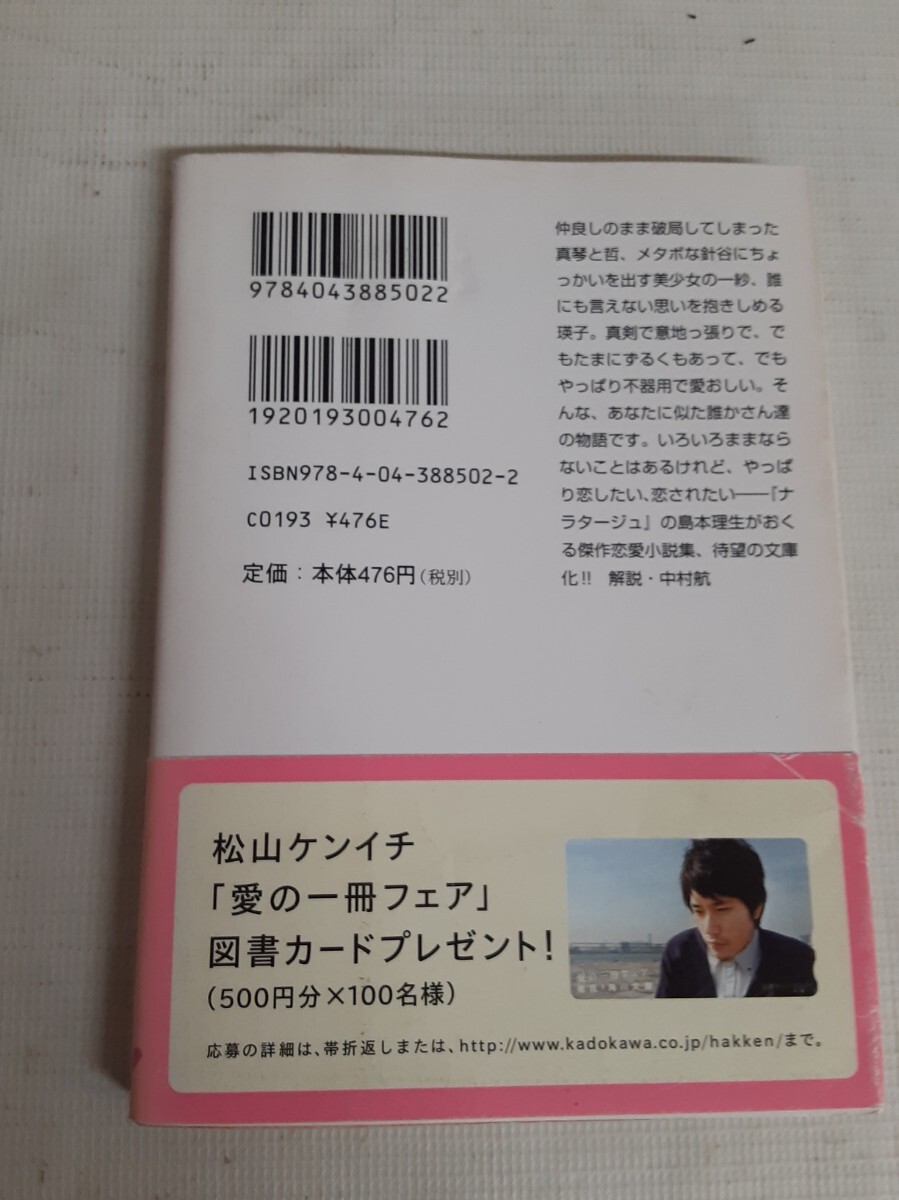 9784043885022
1920193004762
ISBN978-4-04-388502-2
C0193 ¥476E
定価：本体476円(税別)
仲良しのまま破局してしまった
真琴と哲、メタボな針谷にちょ
っかいを出す美少女の一紗、誰
にも言えない思いを抱きしめる
瑛子。真剣で意地っ張りで、で
もたまにずるくもあって、でも
やっぱり不器用で愛おしい。そ
んな、あなたに似た誰かさん達
の物語です。いろいろままなら
ないことはあるけれど、やっぱ
り恋したい、恋されたい――『ナ
ラタージュ』の島本理生がおく
る傑作恋愛小説集、待望の文庫
化!! 解説・中村航
松山ケンイチ
「愛の一冊フェア」
図書カードプレゼント!
(500円分×100名様)
応募の詳細は、帯折返しまたは、http://www.kadokawa.co.jp/hakken/まで。